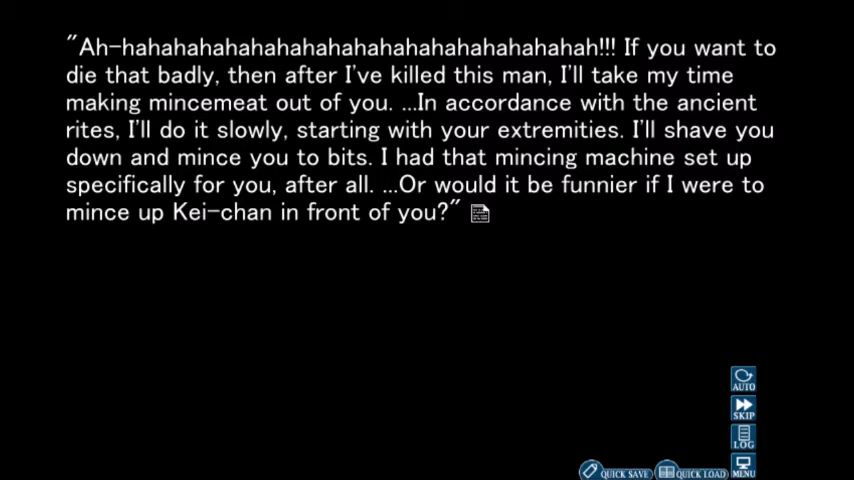 "Ah-hahahahahahahahahahahahahahahahahahah!!! If you want to
die that badly, then after I've killed this man, I'll take my time
making mincemeat out of you. ...In accordance with the ancient
rites, I'll do it slowly, starting with your extremities. I'll shave you
down and mince you to bits. I had that mincing machine set up
specifically for you, after all. ...Or would it be funnier if I were to
mince up Kei-chan in front of you?"
AUTO
SKIP
LOG
QUICK SAVE
QUICK LOAD
MENU